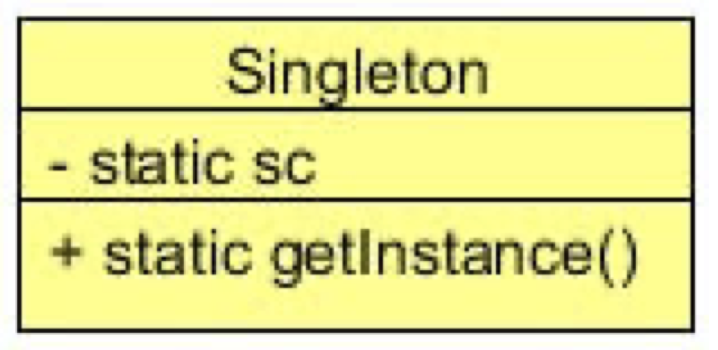 Singleton
- static sc
+ static getInstance()